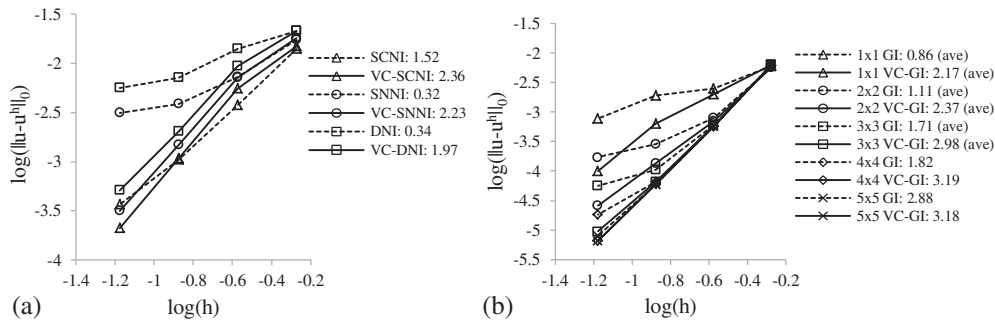 -1.5
-2
-2.5
-3
-3.5
-4
log(‖u-uʰ‖₀)
-1.4 -1.2 -1 -0.8 -0.6 -0.4 -0.2
log(h)
(a)
SCNI: 1.52
VC-SCNI: 2.36
SNNI: 0.32
VC-SNNI: 2.23
DNI: 0.34
VC-DNI: 1.97
-1.5
-2
-2.5
-3
-3.5
-4
-4.5
-5
-5.5
log(‖u-uʰ‖₀)
-1.4 -1.2 -1 -0.8 -0.6 -0.4 -0.2
log(h)
(b)
1x1 GI: 0.86 (ave)
1x1 VC-GI: 2.17 (ave)
2x2 GI: 1.11 (ave)
2x2 VC-GI: 2.37 (ave)
3x3 GI: 1.71 (ave)
3x3 VC-GI: 2.98 (ave)
4x4 GI: 1.82
4x4 VC-GI: 3.19
5x5 GI: 2.88
5x5 VC-GI: 3.18